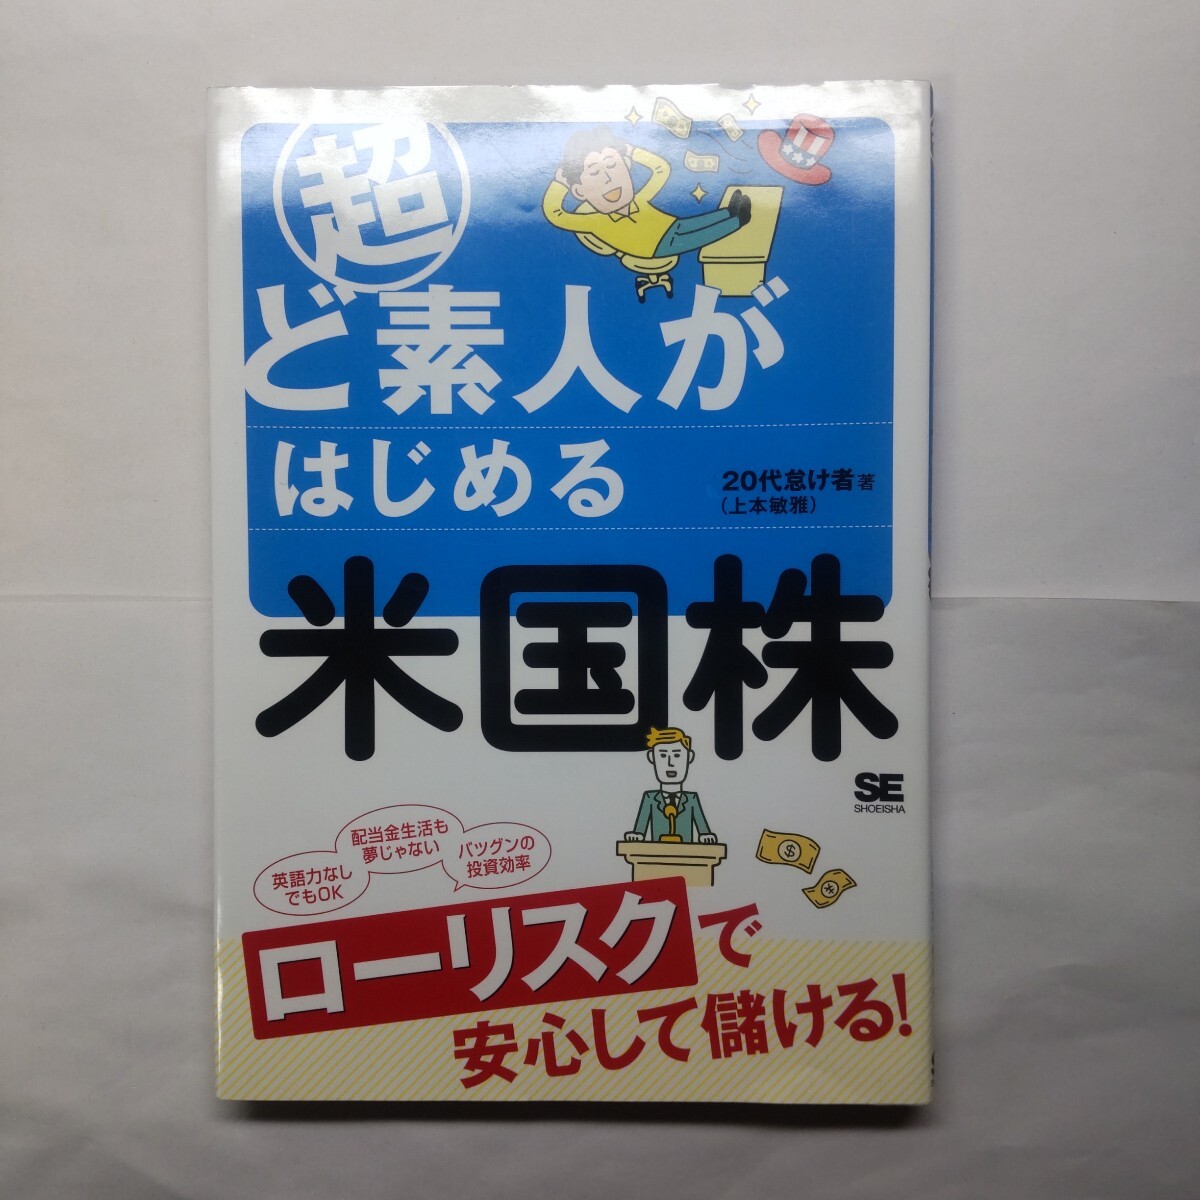 超
ど素人が
はじめる
20代怠け者 著
(上本敏雅)
米国株
SE
SHOEISHA
英語力なし
でもOK
配当金生活も
夢じゃない
バツグンの
投資効率
ローリスクで
安心して儲ける!